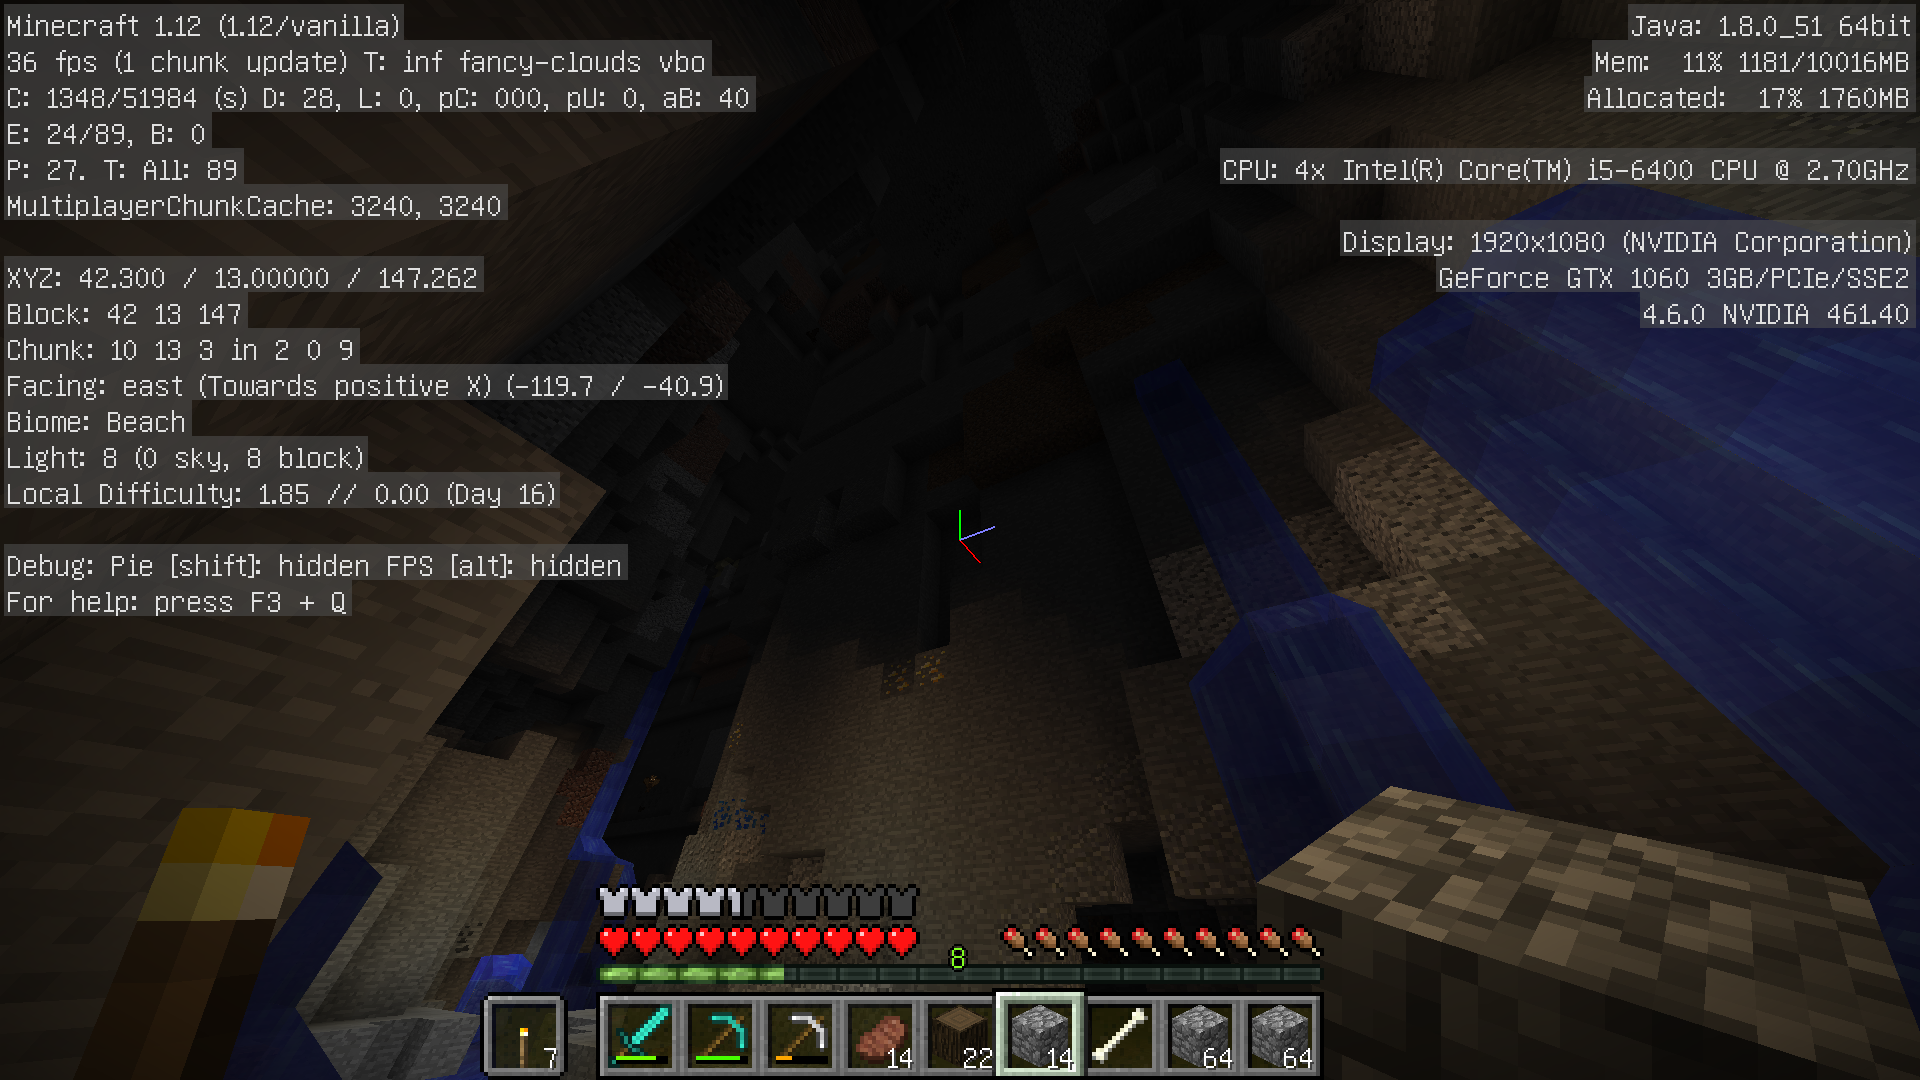 Minecraft 1.12 (1.12/vanilla)
36 fps (1 chunk update) T: inf fancy-clouds vbo
C: 1348/51984 (s) D: 28, L: 0, pC: 000, pU: 0, aB: 40
E: 24/89, B: 0
P: 27. T: All: 89
MultiplayerChunkCache: 3240, 3240
XYZ: 42.300 / 13.00000 / 147.262
Block: 42 13 147
Chunk: 10 13 3 in 2 0 9
Facing: east (Towards positive X) (-119.7 / -40.9)
Biome: Beach
Light: 8 (0 sky, 8 block)
Local Difficulty: 1.85 // 0.00 (Day 16)
Debug: Pie [shift]: hidden FPS [alt]: hidden
For help: press F3 + Q
Java: 1.8.0_51 64bit
Mem: 11% 1181/10016MB
Allocated: 17% 1760MB
CPU: 4x Intel(R) Core(TM) i5-6400 CPU @ 2.70GHz
Display: 1920x1080 (NVIDIA Corporation)
GeForce GTX 1060 3GB/PCIe/SSE2
4.6.0 NVIDIA 461.40
8
7 14 22 14 64 64